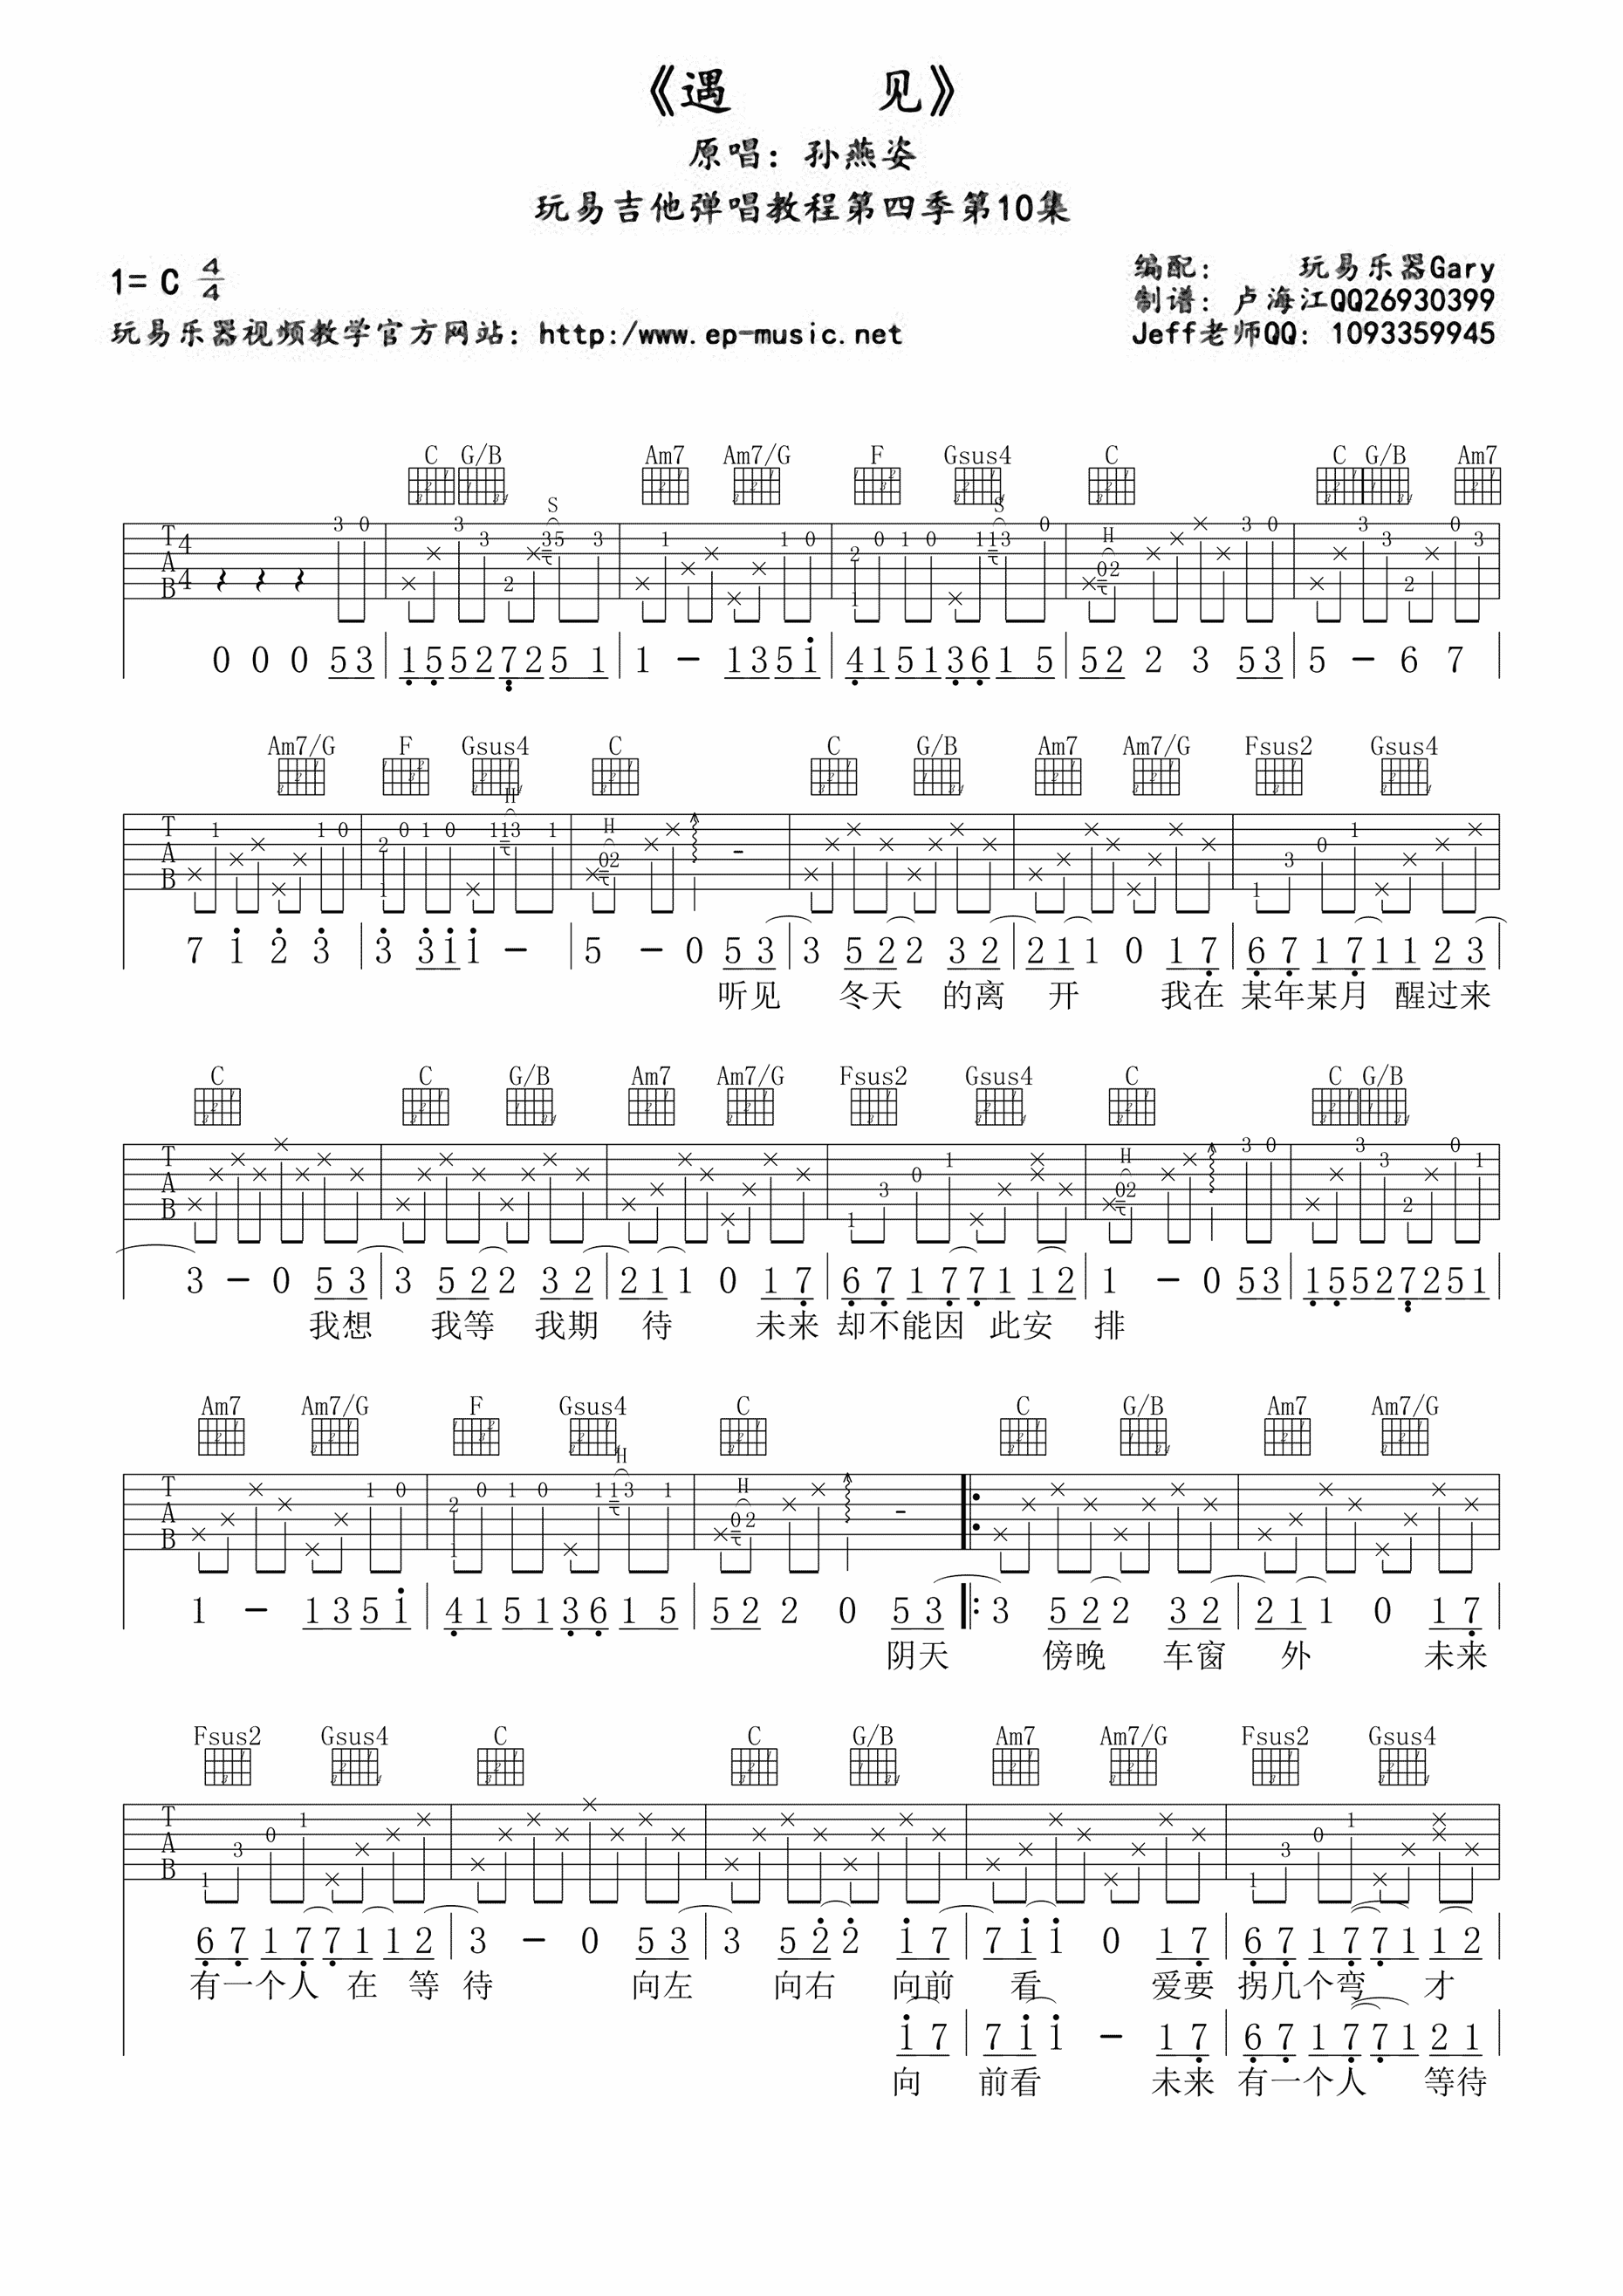 《遇 见》
原唱：孙燕姿
玩易吉他弹唱教程第四季第10集
1= C 4/4
编配： 玩易乐器Gary
制谱：卢海江QQ26930399
玩易乐器视频教学官方网站：http:/www.ep-music.net
Jeff老师QQ：1093359945
C G/B Am7 Am7/G F Gsus4 C C G/B Am7
S S H
T A B 4 4
0 0 0 5 3 1 5 5 2 7 2 5 1 1 - 1 3 5 1 4 1 5 1 3 6 1 5 5 2 2 3 5 3 5 - 6 7
Am7/G F Gsus4 C C G/B Am7 Am7/G Fsus2 Gsus4
H H
T A B
7 1 2 3 3 3 1 1 - 5 - 0 5 3 3 5 2 2 3 2 2 1 1 0 1 7 6 7 1 7 1 1 2 3
听见 冬天 的离 开 我在 某年某月 醒过来
C C G/B Am7 Am7/G Fsus2 Gsus4 C C G/B
H
T A B
3 - 0 5 3 3 5 2 2 3 2 2 1 1 0 1 7 6 7 1 7 7 1 1 2 1 - 0 5 3 1 5 5 2 7 2 5 1
我想 我等 我期 待 未来 却不能因 此安 排
Am7 Am7/G F Gsus4 C C G/B Am7 Am7/G
H H
T A B
1 - 1 3 5 1 4 1 5 1 3 6 1 5 5 2 2 0 5 3 3 5 2 2 3 2 2 1 1 0 1 7
阴天 傍晚 车窗 外 未来
Fsus2 Gsus4 C C G/B Am7 Am7/G Fsus2 Gsus4
T A B
6 7 1 7 7 1 1 2 3 - 0 5 3 3 5 2 2 1 7 7 1 1 0 1 7 6 7 1 7 7 1 1 2
有一个人 在 等 待 向左 向右 向前 看 爱要 拐几个弯 才
1 7 7 1 1 - 1 7 6 7 1 7 7 1 2 1
向 前看 未来 有一个人 等待